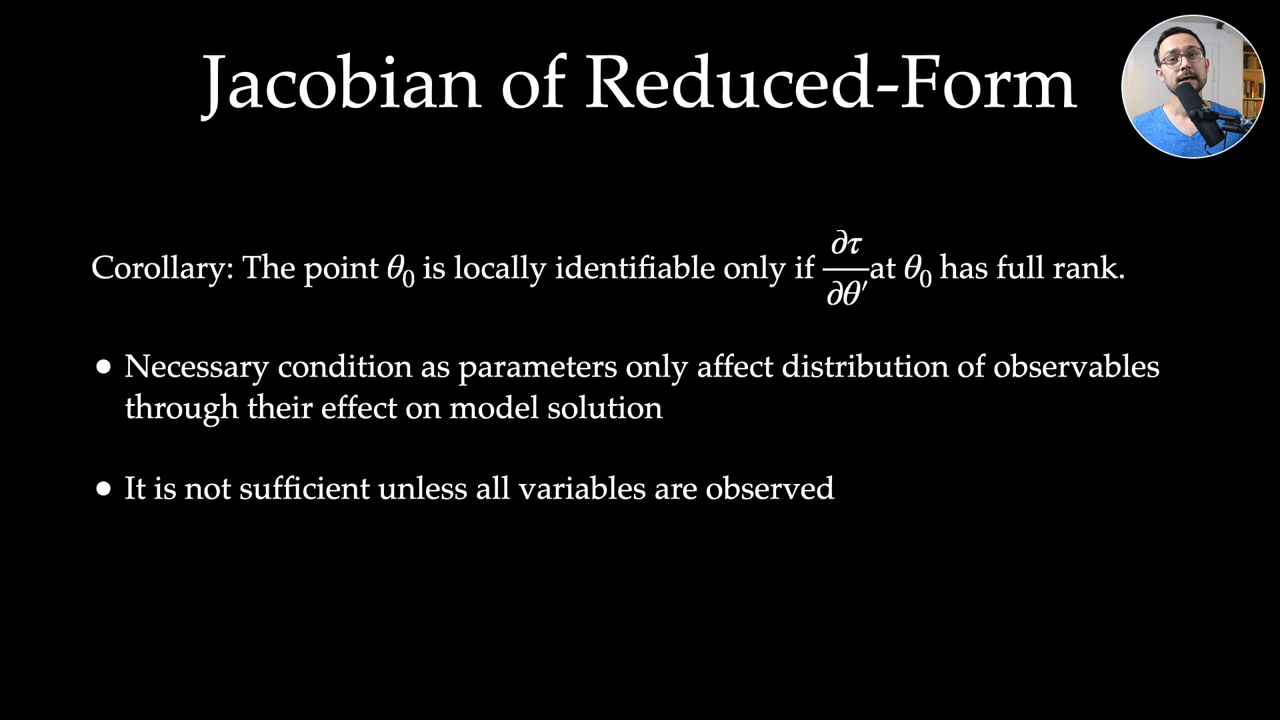 Jacobian of Reduced-Form
Corollary: The point θ₀ is locally identifiable only if ∂τ/∂θ′ at θ₀ has full rank.
• Necessary condition as parameters only affect distribution of observables
through their effect on model solution
• It is not sufficient unless all variables are observed